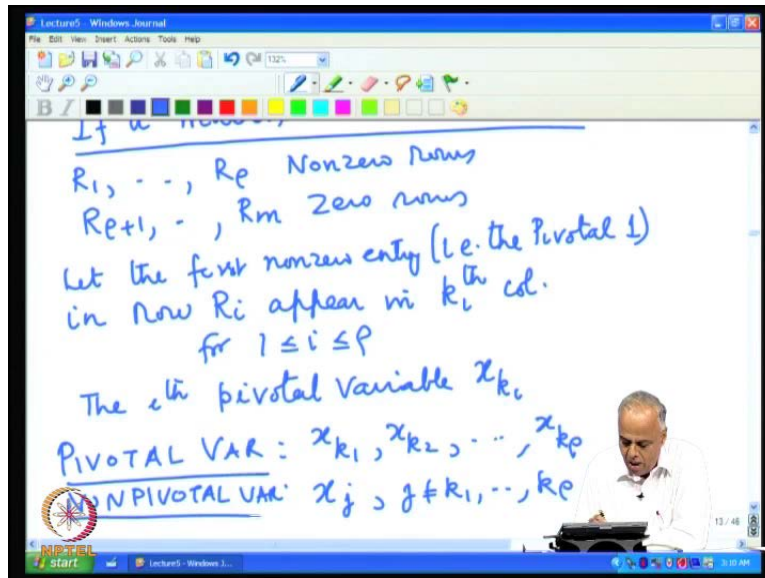 Lecture5 - Windows Journal
File Edit View Insert Actions Tools Help
132%
B I
If a
R1, - - , Rρ Nonzero rows
Rρ+1, - , Rm Zero rows
Let the first nonzero entry (i.e. the Pivotal 1)
in row Ri appear in ki th col.
for 1 ≤ i ≤ ρ
The ith pivotal variable xki
PIVOTAL VAR: xk1, xk2, ..., xkρ
NONPIVOTAL VAR: xj, j ≠ k1, .., kρ
13 / 46
NPTEL
start Lecture5 - Windows J... 3:10 AM